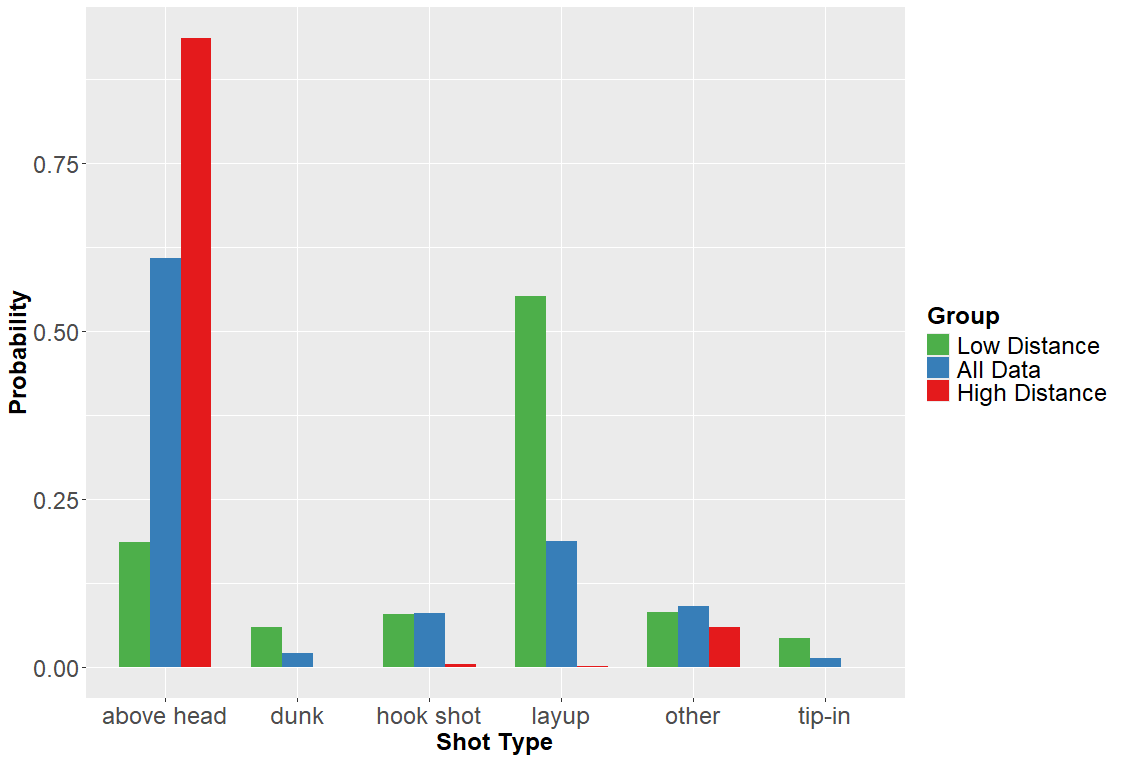 Probability
0.75
0.50
0.25
0.00
above head dunk hook shot layup other tip-in
Shot Type
Group
Low Distance
All Data
High Distance